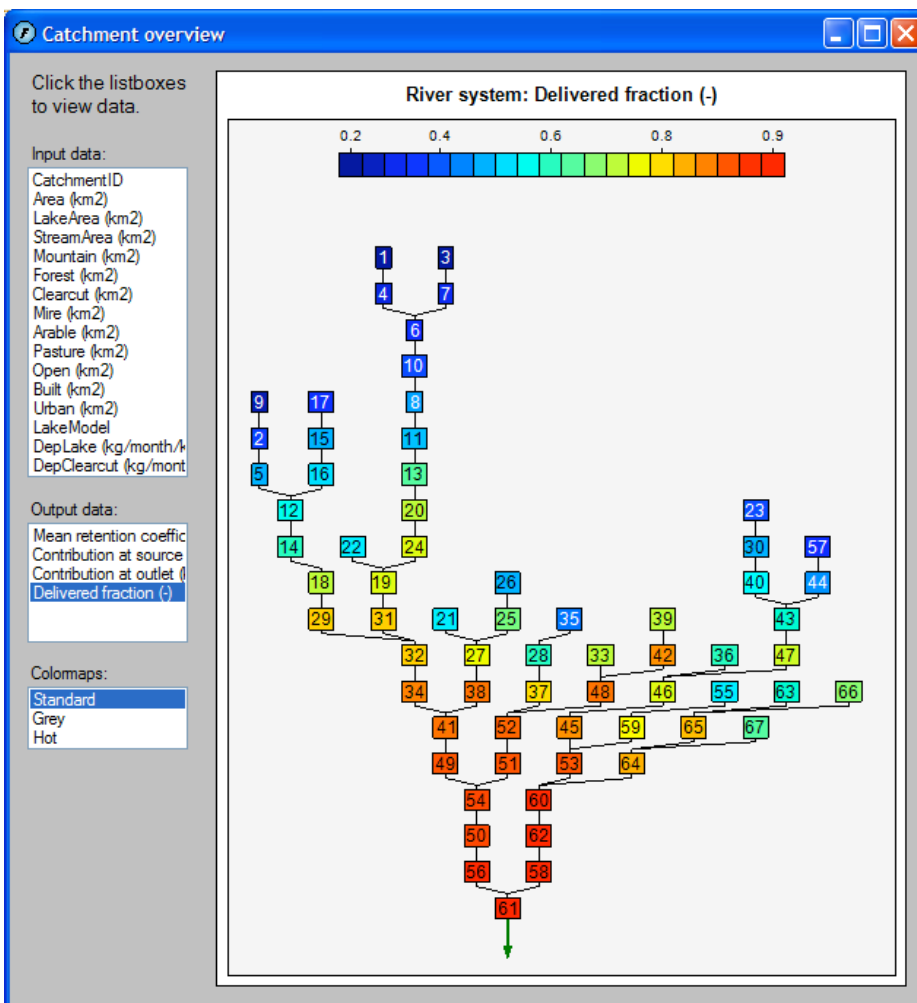 Catchment overview
Click the listboxes
to view data.
Input data:
CatchmentID
Area (km2)
LakeArea (km2)
StreamArea (km2)
Mountain (km2)
Forest (km2)
Clearcut (km2)
Mire (km2)
Arable (km2)
Pasture (km2)
Open (km2)
Built (km2)
Urban (km2)
LakeModel
DepLake (kg/month/k
DepClearcut (kg/mont
Output data:
Mean retention coeffic
Contribution at source
Contribution at outlet (
Delivered fraction (-)
Colormaps:
Standard
Grey
Hot
River system: Delivered fraction (-)
0.2 0.4 0.6 0.8 0.9
1 3
4 7
6
10
9 17 8
2 15 11
5 16 13
12 20 23
14 22 24 30 57
18 19 26 40 44
29 31 21 25 35 39 43
32 27 28 33 42 36 47
34 38 37 48 46 55 63 66
41 52 45 59 65 67
49 51 53 64
54 60
50 62
56 58
61